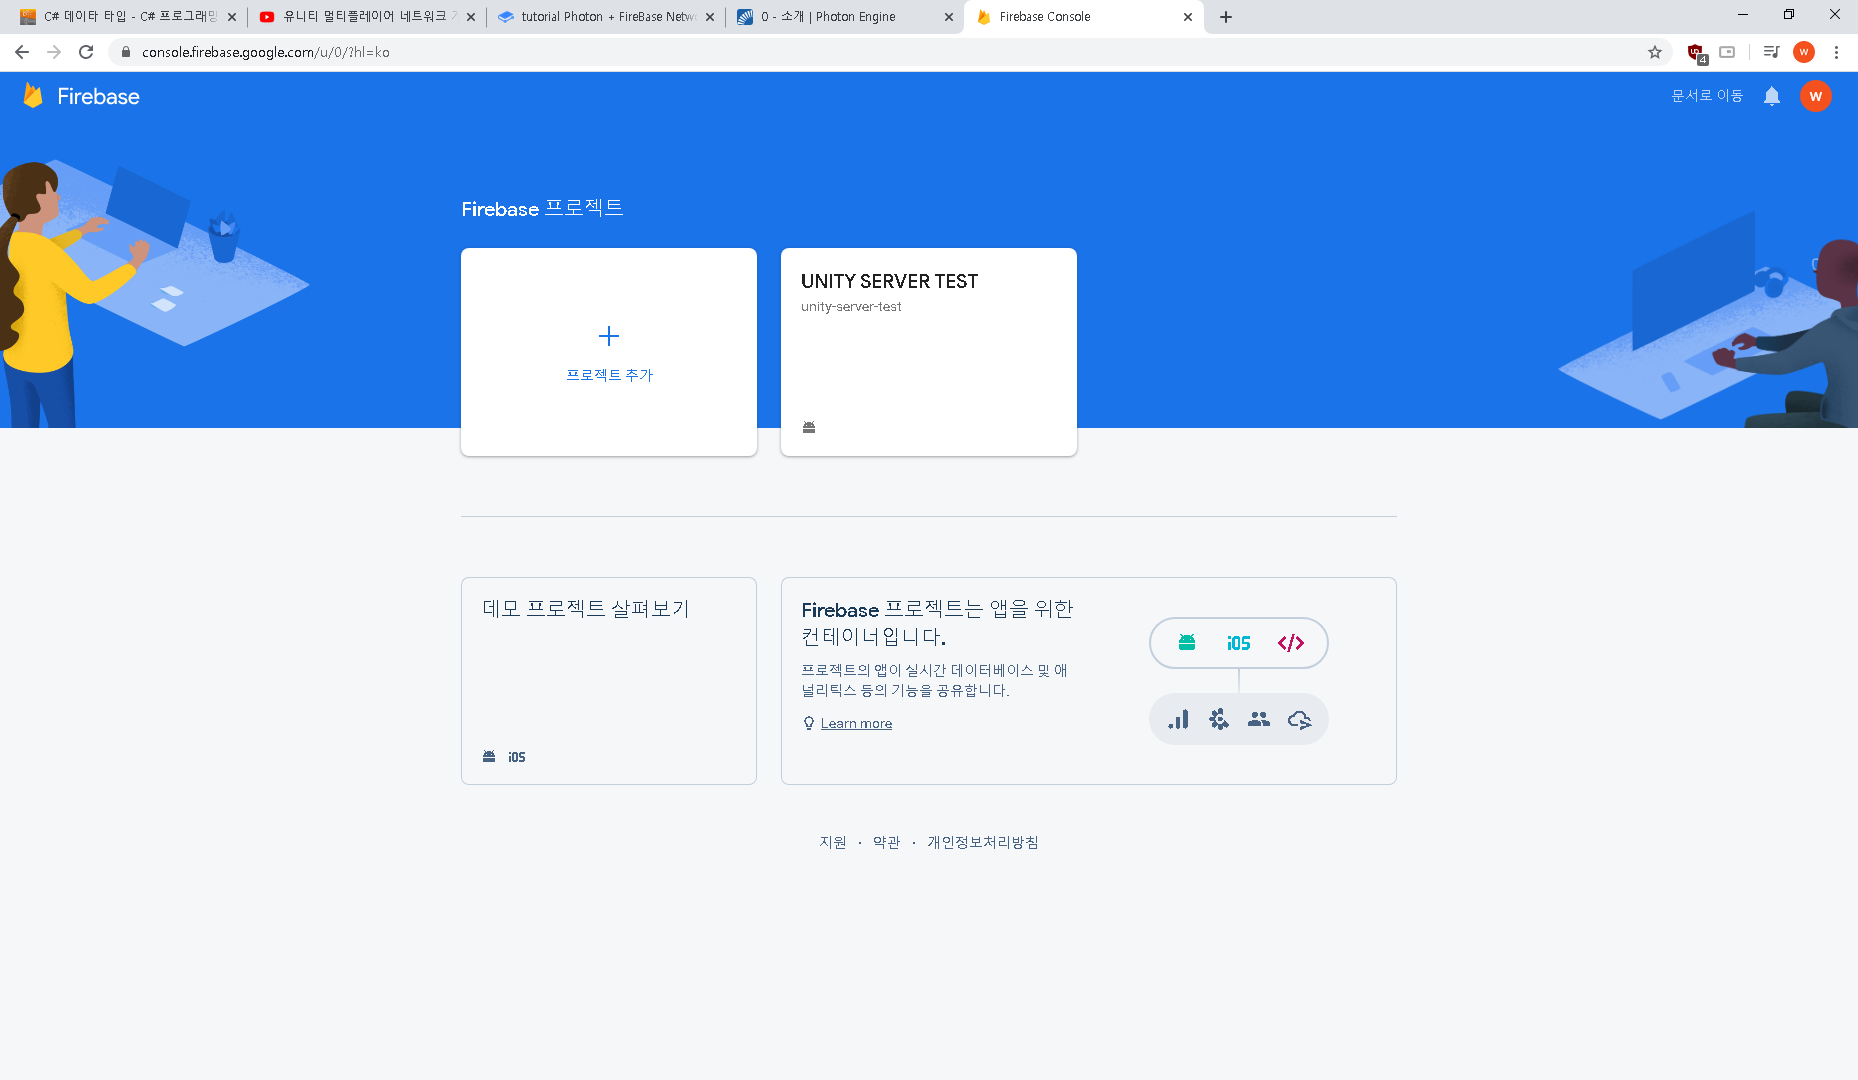 C# 데이타 타입 - C# 프로그래밍
유니티 멀티플레이어 네트워크
tutorial Photon + FireBase Netw
0 - 소개 | Photon Engine
Firebase Console
console.firebase.google.com/u/0/?hl=ko
4
W
Firebase
문서로 이동
W
Firebase 프로젝트
프로젝트 추가
UNITY SERVER TEST
unity-server-test
데모 프로젝트 살펴보기
iOS
Firebase 프로젝트는 앱을 위한
컨테이너입니다.
프로젝트의 앱이 실시간 데이터베이스 및 애
널리틱스 등의 기능을 공유합니다.
Learn more
iOS
지원 · 약관 · 개인정보처리방침